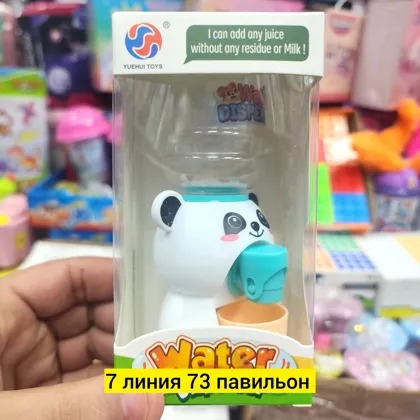 I can add any juice
without any residue or Milk !
YUEHUI TOYS
Water
7 линия 73 павильон